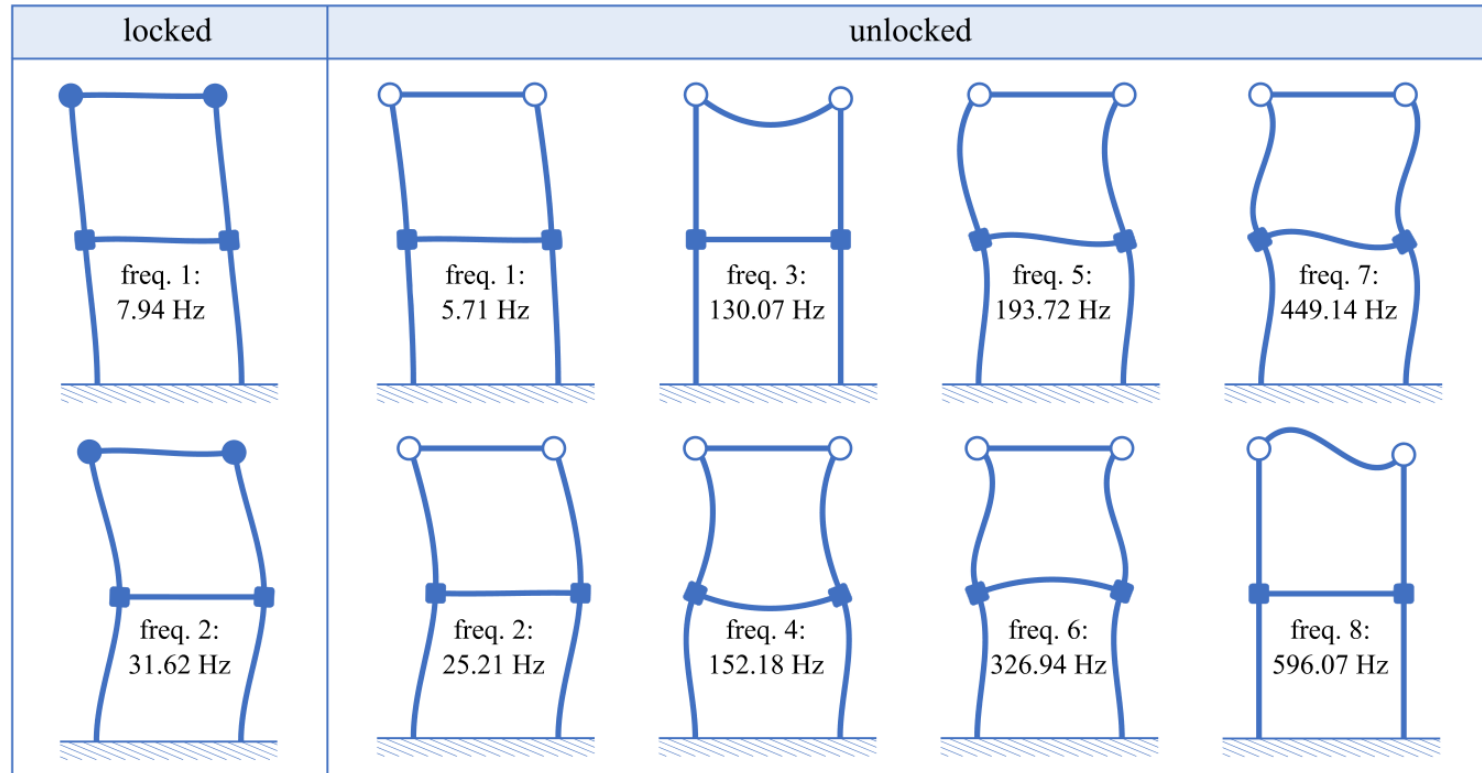 locked
unlocked
freq. 1:
7.94 Hz
freq. 1:
5.71 Hz
freq. 3:
130.07 Hz
freq. 5:
193.72 Hz
freq. 7:
449.14 Hz
freq. 2:
31.62 Hz
freq. 2:
25.21 Hz
freq. 4:
152.18 Hz
freq. 6:
326.94 Hz
freq. 8:
596.07 Hz